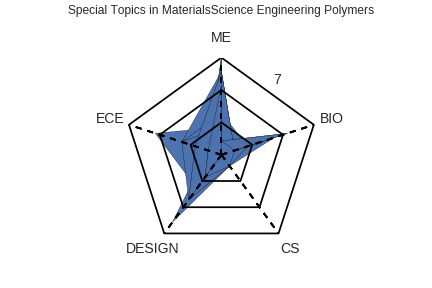 Special Topics in MaterialsScience Engineering Polymers
ME
7
ECE
BIO
DESIGN
CS